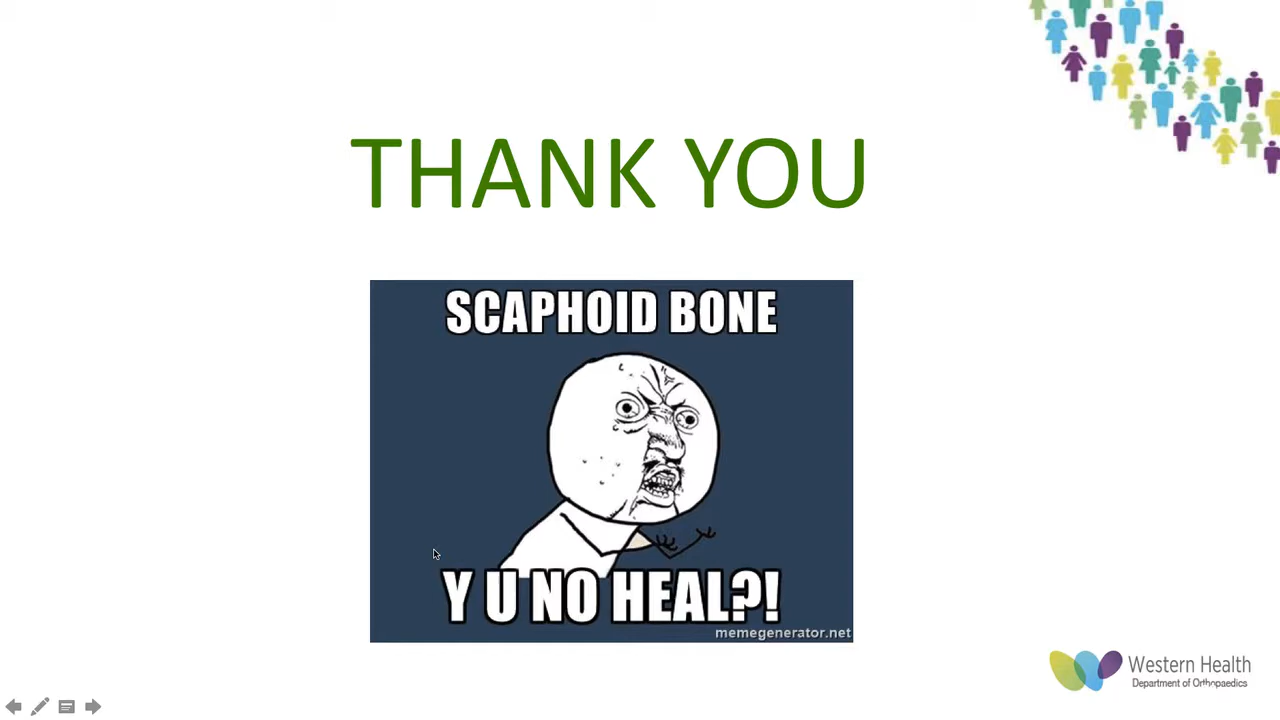 THANK YOU
SCAPHOID BONE
Y U NO HEAL?!
memegenerator.net
Western Health
Department of Orthopaedics